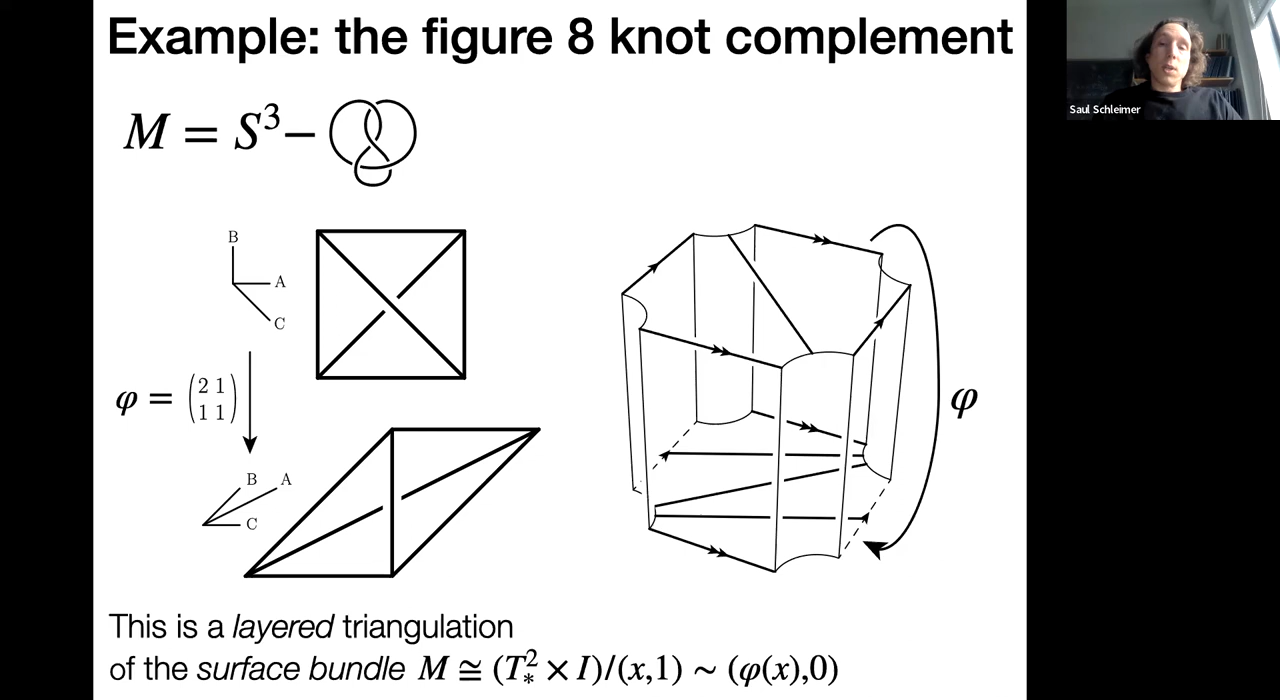 Example: the figure 8 knot complement
Saul Schleimer
M = S³ −
B
A
C
φ = (2 1
1 1)
φ
B A
C
This is a layered triangulation
of the surface bundle M ≅ (T²∗ × I)/(x,1) ~ (φ(x),0)